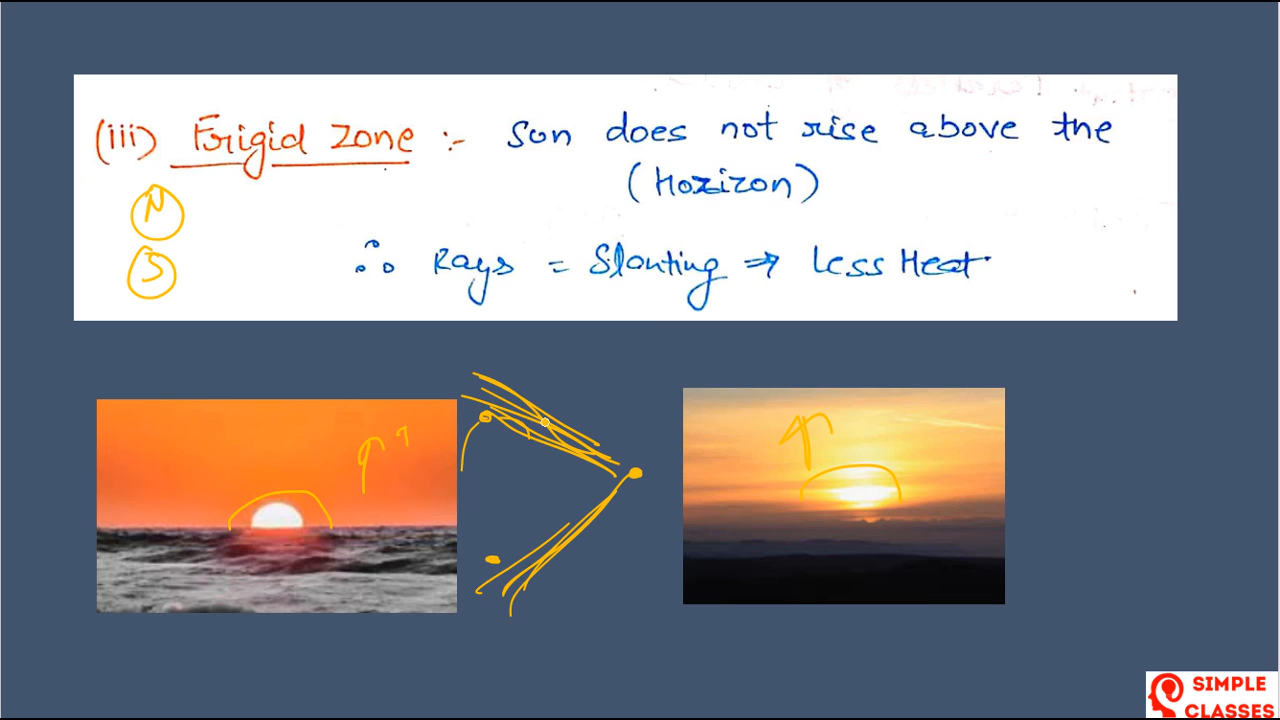 (iii) Frigid Zone :- Sun does not rise above the
(Horizon)
N
S
∴ Rays = Slanting ⇒ Less Heat
SIMPLE
CLASSES